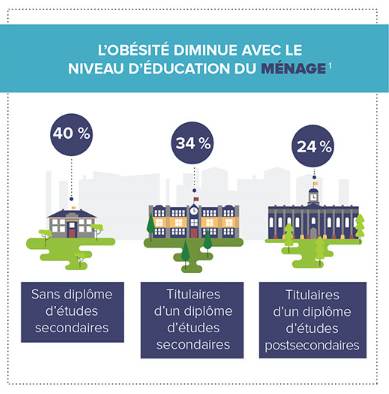 L'OBÉSITÉ DIMINUE AVEC LE
NIVEAU D'ÉDUCATION DU MÉNAGE 1
40 %
34 %
24 %
Sans diplôme
d'études
secondaires
Titulaires
d'un diplôme
d'études
secondaires
Titulaires
d'un diplôme
d'études
postsecondaires